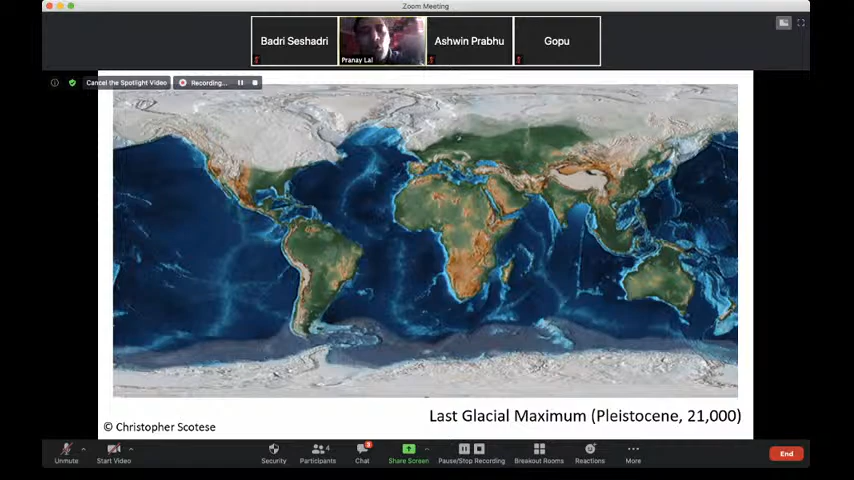 Zoom Meeting
Badri Seshadri
Pranay Lal
Ashwin Prabhu
Gopu
Cancel the Spotlight Video
Recording...
Last Glacial Maximum (Pleistocene, 21,000)
© Christopher Scotese
Unmute
Start Video
Security
Participants
4
Chat
3
Share Screen
Pause/Stop Recording
Breakout Rooms
Reactions
More
End